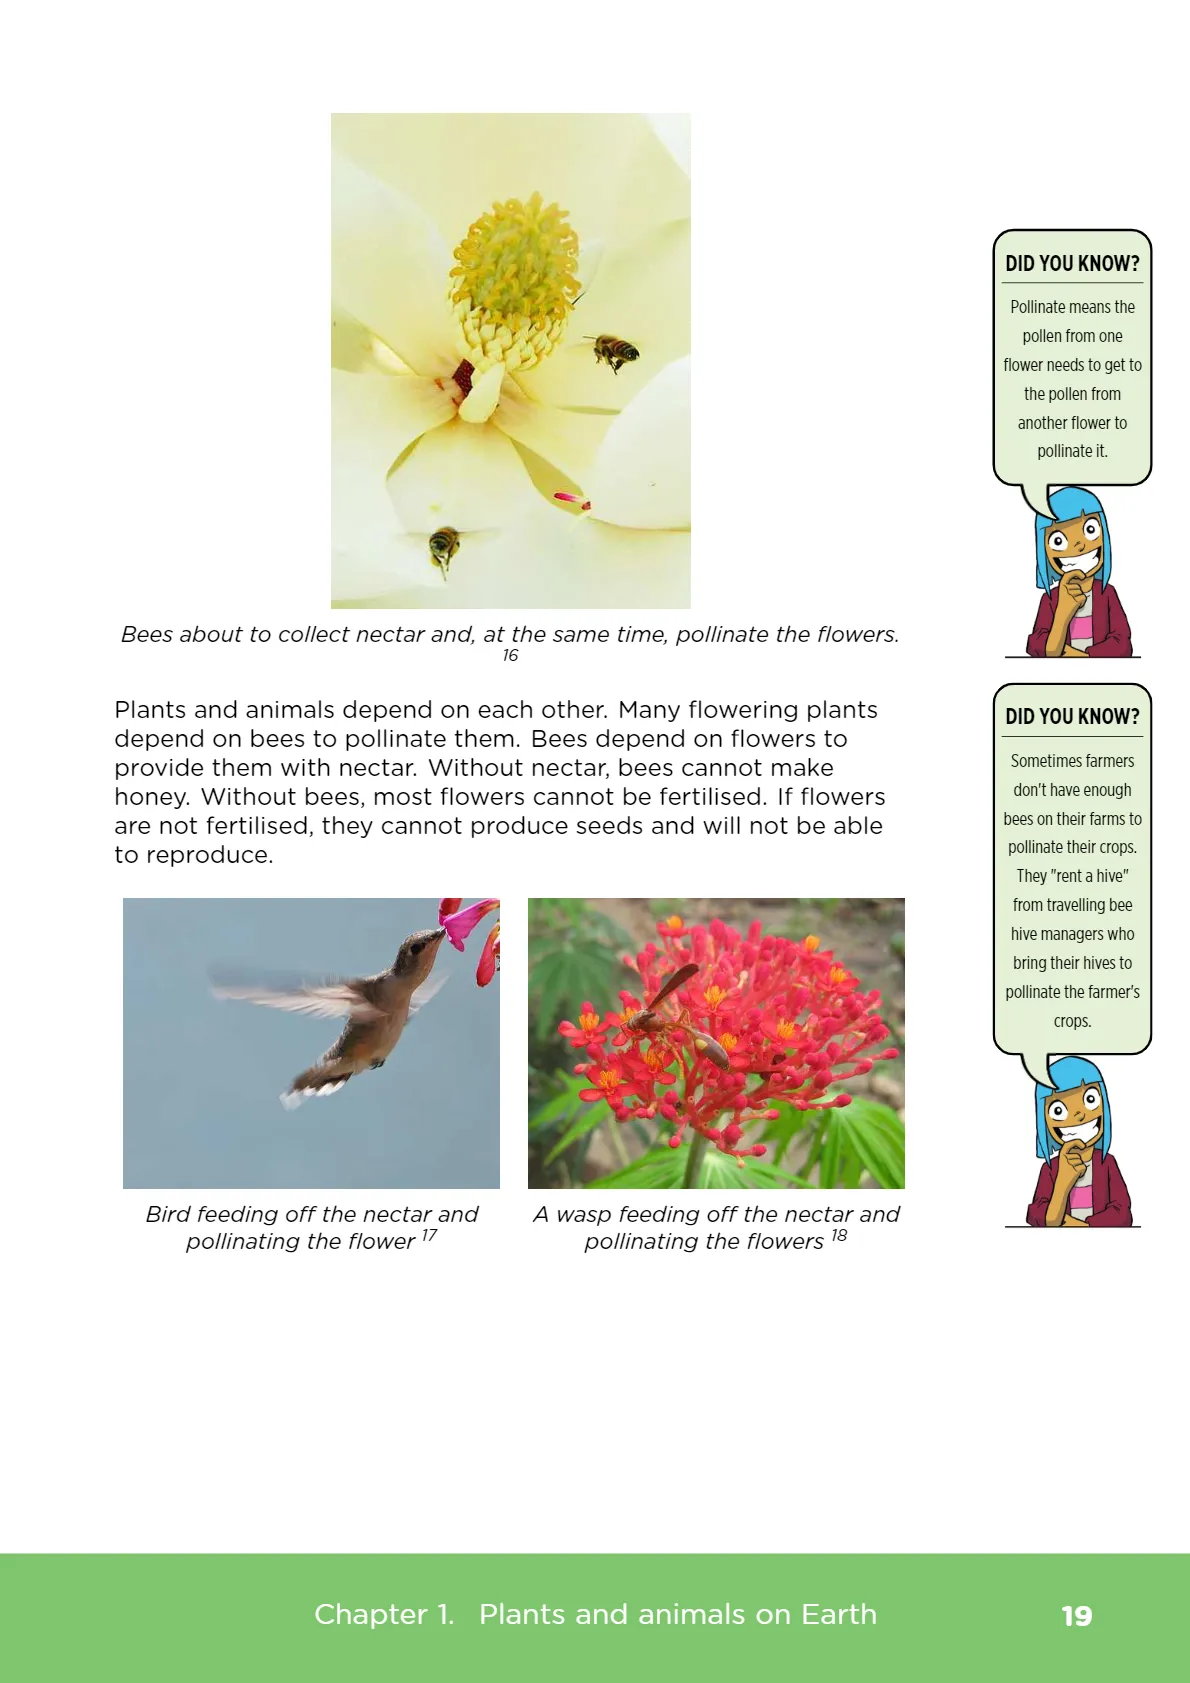 Bees about to collect nectar and, at the same time, pollinate the flowers.
16
Plants and animals depend on each other. Many flowering plants
depend on bees to pollinate them. Bees depend on flowers to
provide them with nectar. Without nectar, bees cannot make
honey. Without bees, most flowers cannot be fertilised. If flowers
are not fertilised, they cannot produce seeds and will not be able
to reproduce.
Bird feeding off the nectar and
pollinating the flower 17
A wasp feeding off the nectar and
pollinating the flowers 18
DID YOU KNOW?
Pollinate means the
pollen from one
flower needs to get to
the pollen from
another flower to
pollinate it.
DID YOU KNOW?
Sometimes farmers
don't have enough
bees on their farms to
pollinate their crops.
They "rent a hive"
from travelling bee
hive managers who
bring their hives to
pollinate the farmer's
crops.
Chapter 1. Plants and animals on Earth
19